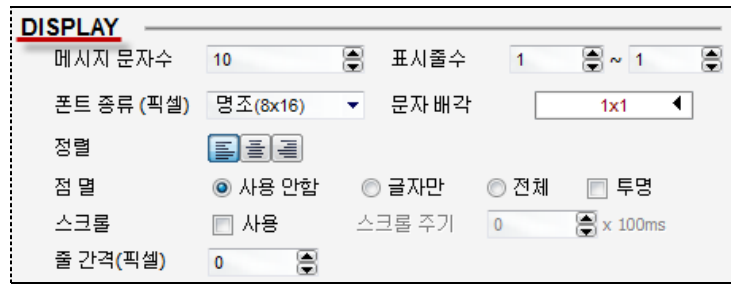 DISPLAY
메시지 문자수 10 표시줄수 1 ~ 1
폰트 종류 (픽셀) 명조(8x16) 문자 배각 1x1
정렬
점 멸 사용 안함 글자만 전체 투명
스크롤 사용 스크롤 주기 0 x 100ms
줄 간격(픽셀) 0